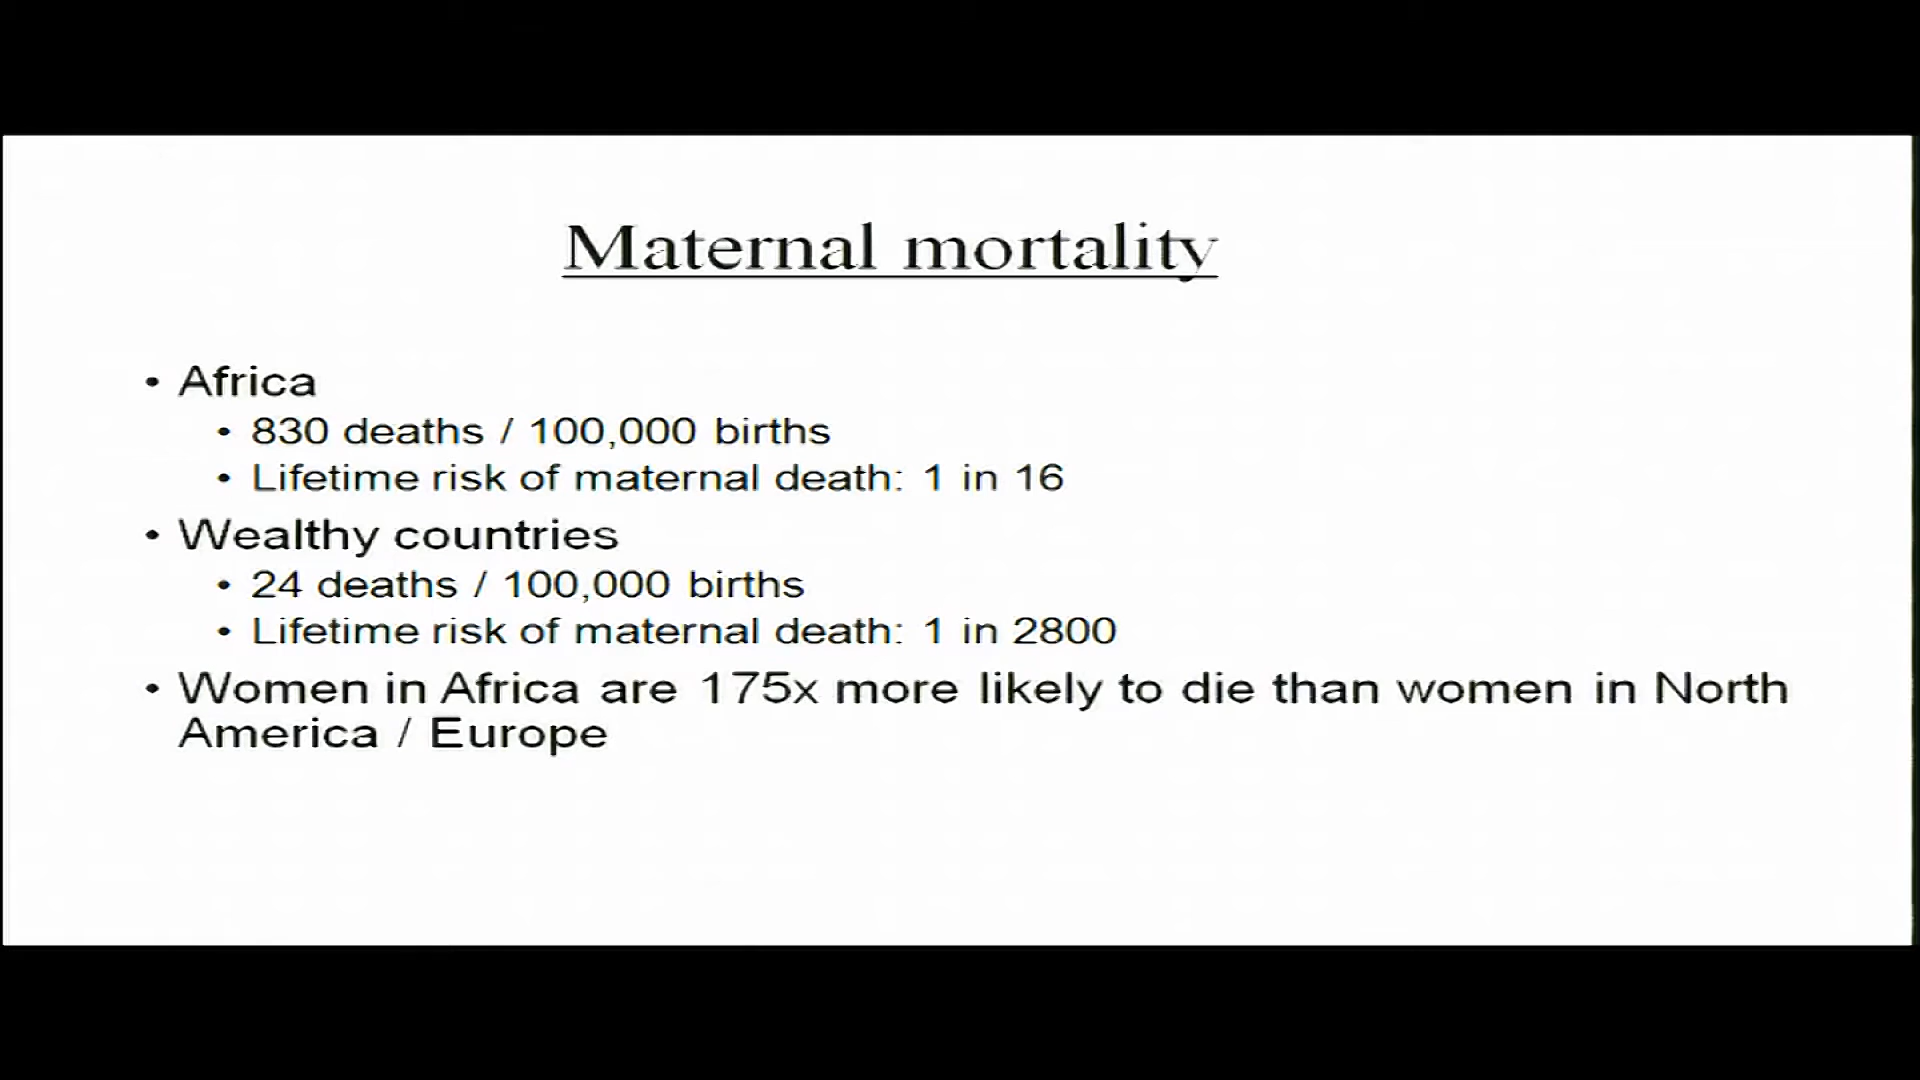 Maternal mortality
• Africa
• 830 deaths / 100,000 births
• Lifetime risk of maternal death: 1 in 16
• Wealthy countries
• 24 deaths / 100,000 births
• Lifetime risk of maternal death: 1 in 2800
• Women in Africa are 175x more likely to die than women in North
America / Europe